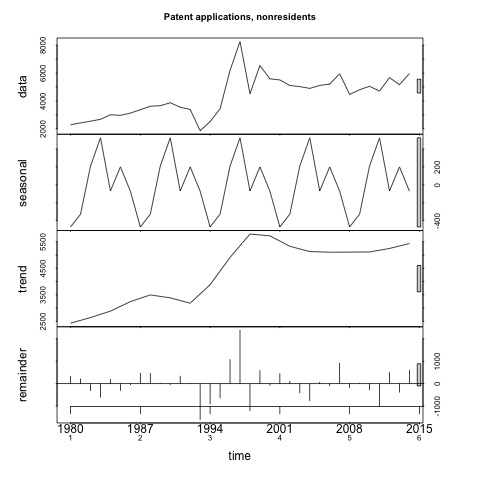 Patent applications, nonresidents
data
2000 4000 6000 8000
seasonal
-400 0 200
trend
2500 3500 4500 5500
remainder
-1000 0 1000
1980 1987 1994 2001 2008 2015
1 2 3 4 5 6
time